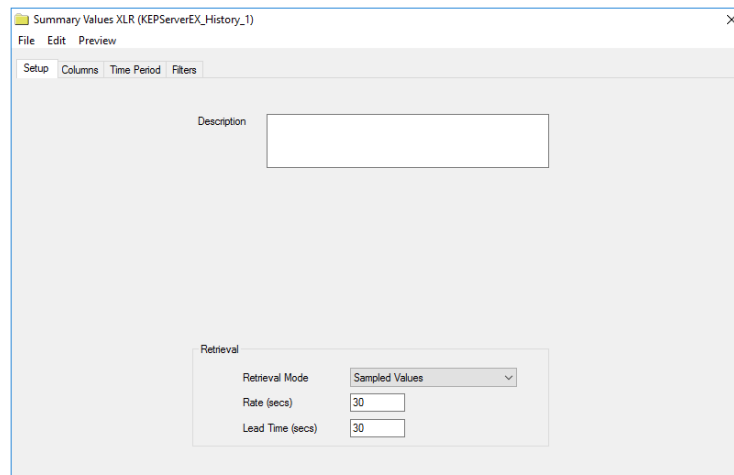 Summary Values XLR (KEPServerEX_History_1)
File Edit Preview
Setup Columns Time Period Filters
Description
Retrieval
Retrieval Mode Sampled Values
Rate (secs) 30
Lead Time (secs) 30